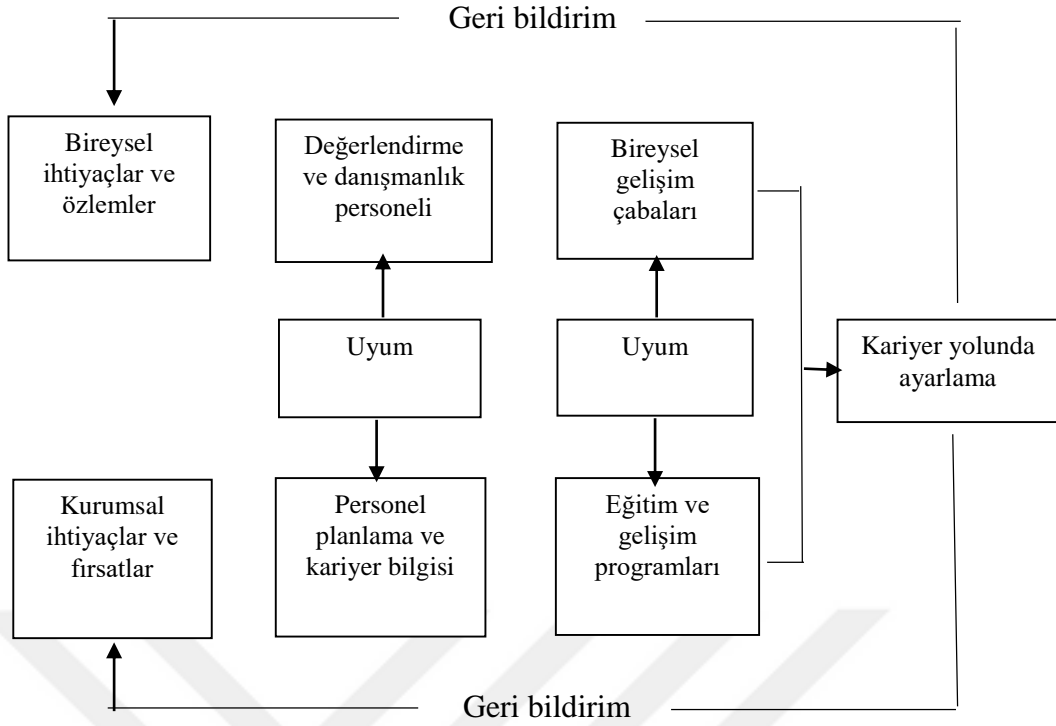 Geri bildirim
Bireysel
ihtiyaçlar ve
özlemler
Değerlendirme
ve danışmanlık
personeli
Bireysel
gelişim
çabaları
Uyum
Uyum
Kariyer yolunda
ayarlama
Kurumsal
ihtiyaçlar ve
fırsatlar
Personel
planlama ve
kariyer bilgisi
Eğitim ve
gelişim
programları
Geri bildirim